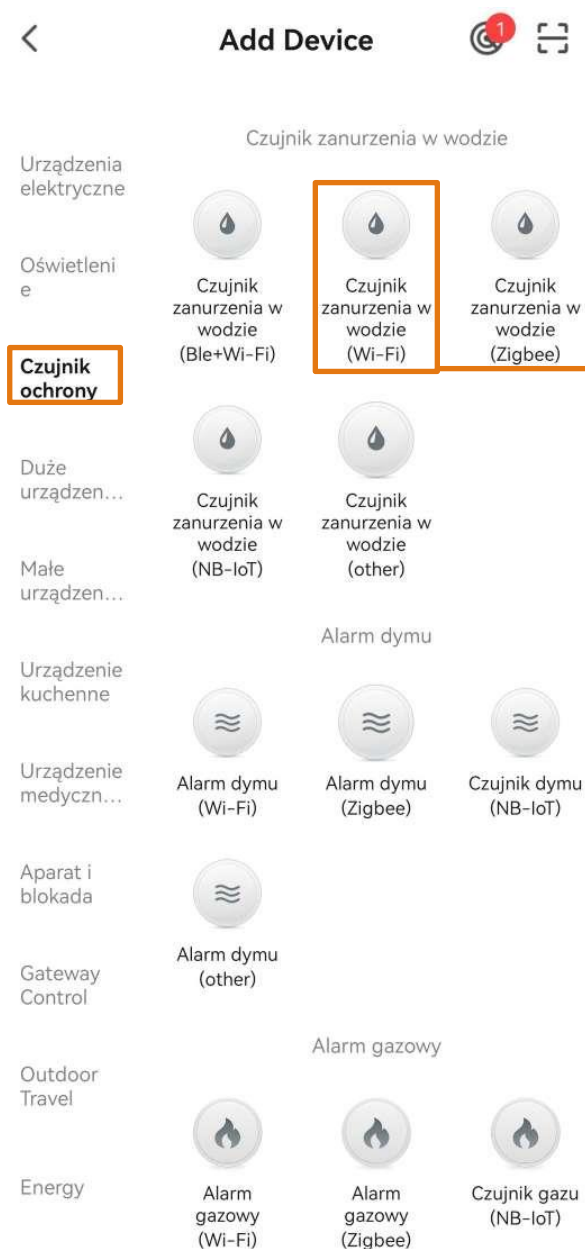 Add Device
1
Urządzenia
elektryczne
Oświetleni
e
Czujnik
ochrony
Duże
urządzen...
Małe
urządzen...
Urządzenie
kuchenne
Urządzenie
medyczn...
Aparat i
blokada
Gateway
Control
Outdoor
Travel
Energy
Czujnik zanurzenia w wodzie
Czujnik
zanurzenia w
wodzie
(Ble+Wi-Fi)
Czujnik
zanurzenia w
wodzie
(Wi-Fi)
Czujnik
zanurzenia w
wodzie
(Zigbee)
Czujnik
zanurzenia w
wodzie
(NB-IoT)
Czujnik
zanurzenia w
wodzie
(other)
Alarm dymu
Alarm dymu
(Wi-Fi)
Alarm dymu
(Zigbee)
Czujnik dymu
(NB-IoT)
Alarm dymu
(other)
Alarm gazowy
Alarm
gazowy
(Wi-Fi)
Alarm
gazowy
(Zigbee)
Czujnik gazu
(NB-IoT)